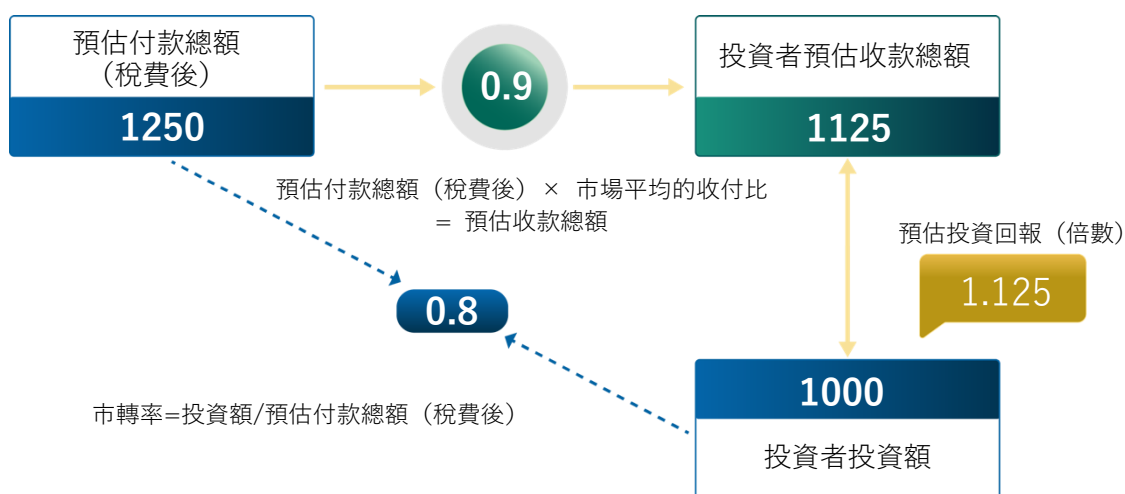 預估付款總額
（稅費後）
1250
0.9
投資者預估收款總額
1125
預估付款總額（稅費後）× 市場平均的收付比
= 預估收款總額
預估投資回報（倍數）
1.125
0.8
市轉率=投資額/預估付款總額（稅費後）
1000
投資者投資額